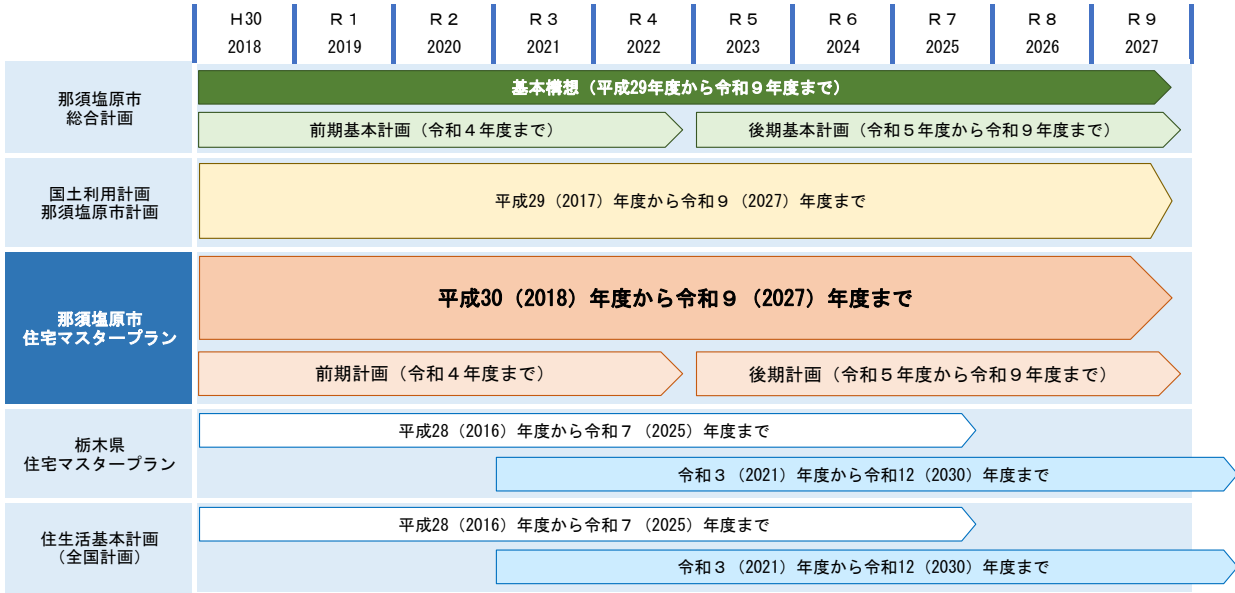 H30 R1 R2 R3 R4 R5 R6 R7 R8 R9
2018 2019 2020 2021 2022 2023 2024 2025 2026 2027
那須塩原市
総合計画
基本構想（平成29年度から令和９年度まで）
前期基本計画（令和４年度まで）
後期基本計画（令和５年度から令和９年度まで）
国土利用計画
那須塩原市計画
平成29（2017）年度から令和９（2027）年度まで
那須塩原市
住宅マスタープラン
平成30（2018）年度から令和９（2027）年度まで
前期計画（令和４年度まで）
後期計画（令和５年度から令和９年度まで）
栃木県
住宅マスタープラン
平成28（2016）年度から令和７（2025）年度まで
令和３（2021）年度から令和12（2030）年度まで
住生活基本計画
（全国計画）
平成28（2016）年度から令和７（2025）年度まで
令和３（2021）年度から令和12（2030）年度まで